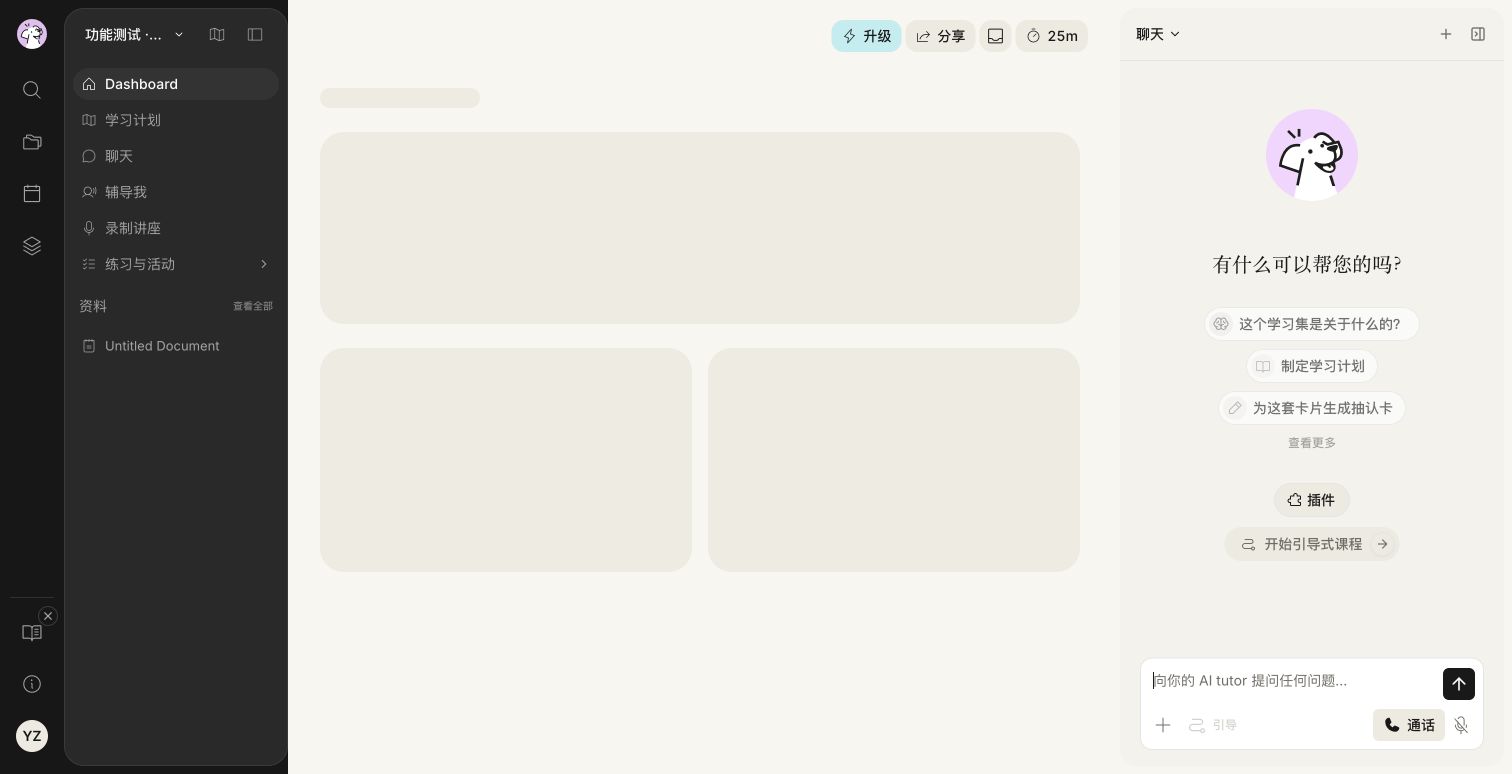 功能测试 ·...
Dashboard
学习计划
聊天
辅导我
录制讲座
练习与活动
资料
查看全部
Untitled Document
YZ
升级
分享
25m
聊天
有什么可以帮您的吗?
这个学习集是关于什么的?
制定学习计划
为这套卡片生成抽认卡
查看更多
插件
开始引导式课程
向你的 AI tutor 提问任何问题...
引导
通话